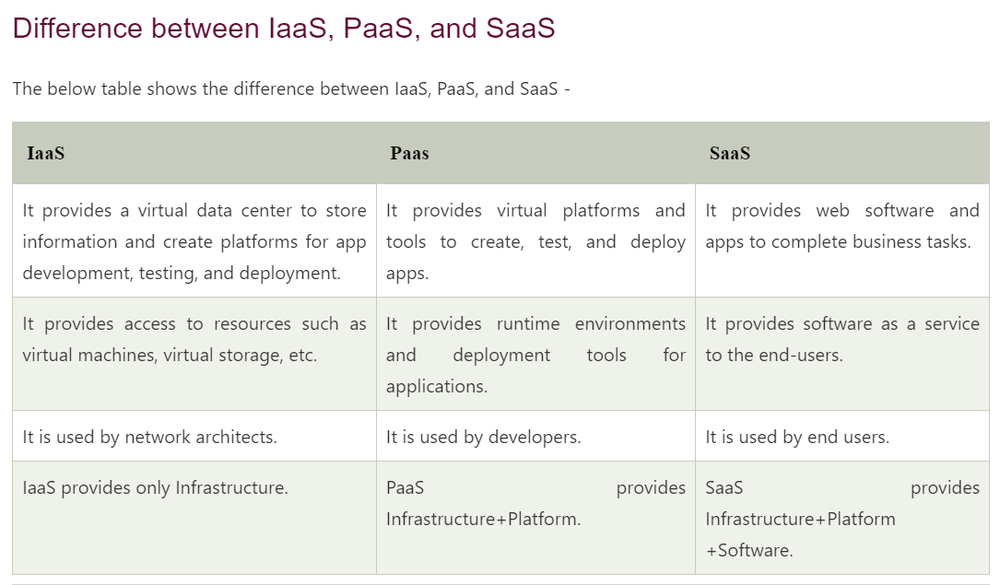 Difference between IaaS, PaaS, and SaaS
The below table shows the difference between IaaS, PaaS, and SaaS -
IaaS
Paas
SaaS
It provides a virtual data center to store
information and create platforms for app
development, testing, and deployment.
It provides virtual platforms and
tools to create, test, and deploy
apps.
It provides web software and
apps to complete business tasks.
It provides access to resources such as
virtual machines, virtual storage, etc.
It provides runtime environments
and deployment tools for
applications.
It provides software as a service
to the end-users.
It is used by network architects.
It is used by developers.
It is used by end users.
IaaS provides only Infrastructure.
PaaS provides
Infrastructure+Platform.
SaaS provides
Infrastructure+Platform
+Software.